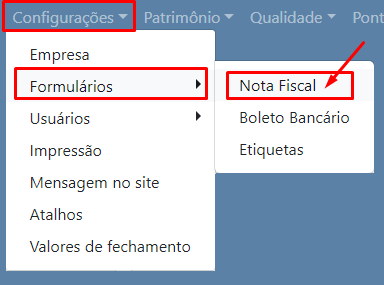 Configurações Patrimônio Qualidade Pont
Empresa
Formulários
Usuários
Impressão
Mensagem no site
Atalhos
Valores de fechamento
Nota Fiscal
Boleto Bancário
Etiquetas